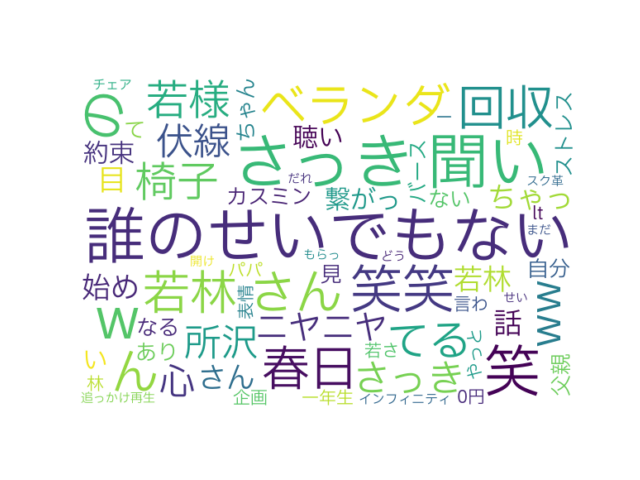 チェア
の
て
若様
ちゃん
ベランダ
回収
ー
ストレス
約束
伏線
聴い
さっき
聞い
時
目
椅子
だれ
カスミン
繋がっ
バース
ない
ちゃっ
スク革
lt
まだ
誰のせいでもない
開け
もらっ
どう
始め
若林
さん
パパ
表情
見
笑笑
言わ
若林
せい
自分
w
なる
所沢
ニヤニヤ
てる
話
ww
い
ん
あり
心
さん
春日
若さ
さっき
やっと
笑
父親
林
追っかけ再生
企画
一年生
インフィニティ
0円